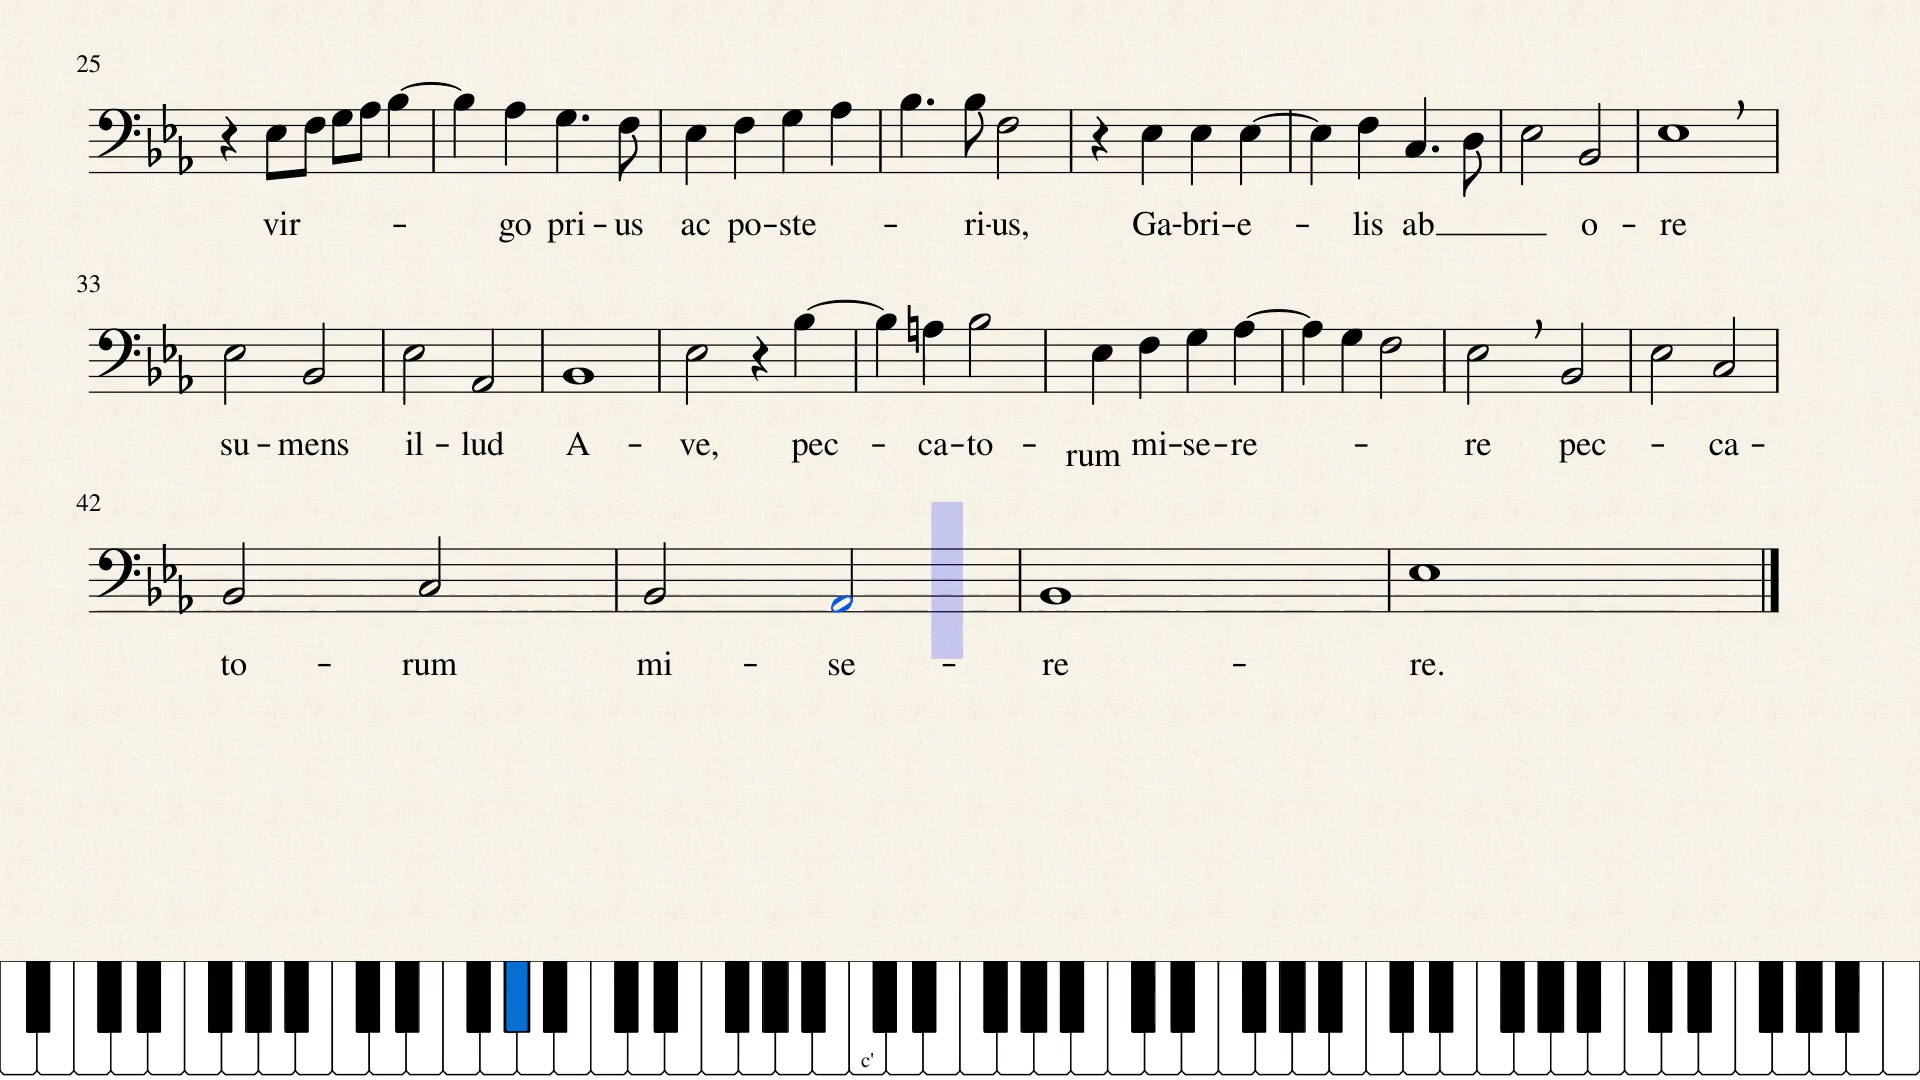 25
vir - go pri - us ac po - ste - ri - us, Ga - bri - e - lis ab o - re
33
su - mens il - lud A - ve, pec - ca - to - rum mi - se - re - re pec - ca -
42
to - rum mi - se - re - re.
c'